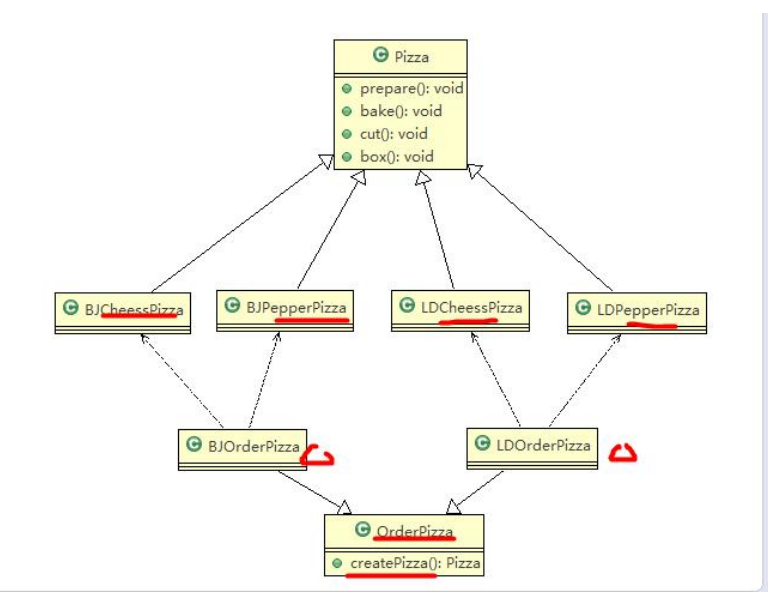 Pizza
prepare(): void
bake(): void
cut(): void
box(): void
BJCheessPizza
BJPepperPizza
LDCheessPizza
LDPepperPizza
BJOrderPizza
LDOrderPizza
OrderPizza
createPizza(): Pizza